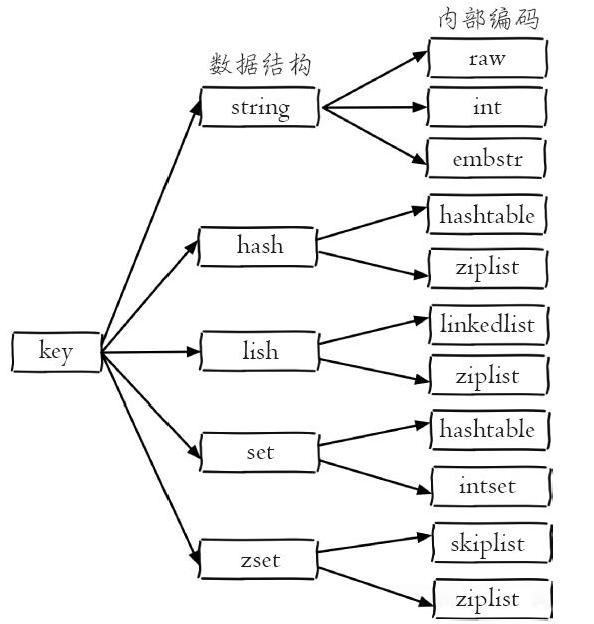 内部编码
数据结构
raw
string
int
embstr
hashtable
hash
ziplist
linkedlist
key
lish
ziplist
hashtable
set
intset
skiplist
zset
ziplist